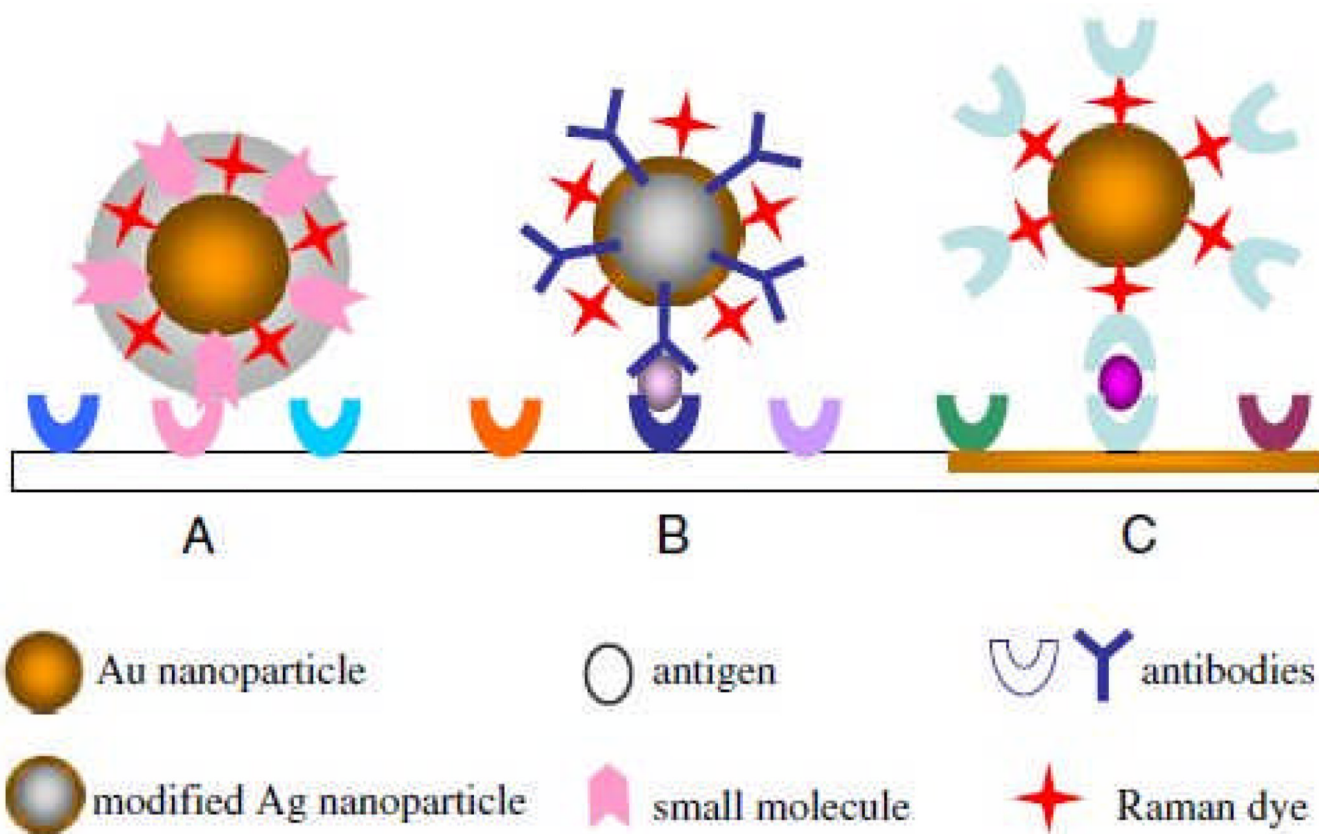 A B C
Au nanoparticle antigen antibodies
modified Ag nanoparticle small molecule Raman dye